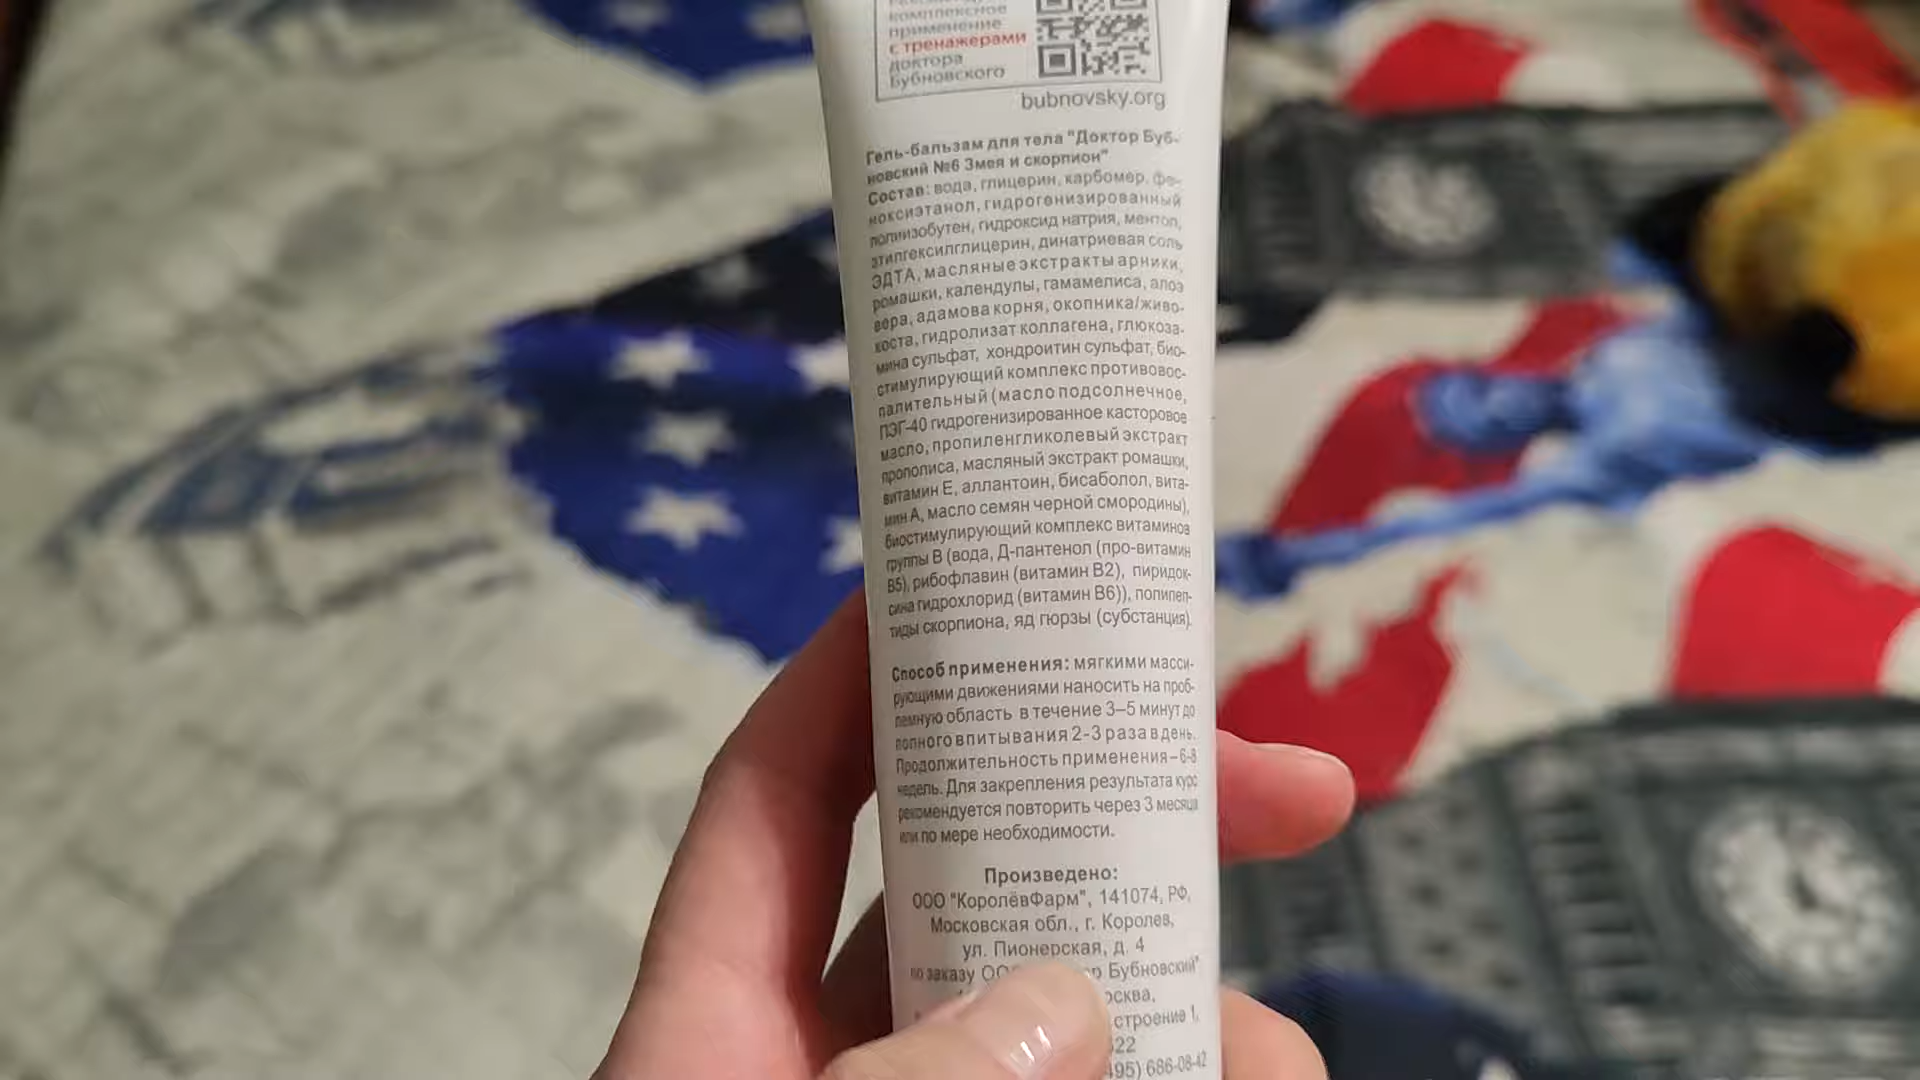 комплексное
применение
с тренажерами
доктора
Бубновского
bubnovsky.org
Гель-бальзам для тела "Доктор Буб-
новский №6 Змея и скорпион"
Состав: вода, глицерин, карбомер, фе-
ноксиэтанол, гидрогенизированный
полиизобутен, гидроксид натрия, ментол,
этилгексилглицерин, динатриевая соль
ЭДТА, масляные экстракты арники,
ромашки, календулы, гамамелиса, алоэ
вера, адамова корня, окопника/живо-
коста, гидролизат коллагена, глюкоза-
мина сульфат, хондроитин сульфат, био-
стимулирующий комплекс противовос-
палительный (масло подсолнечное,
ПЭГ-40 гидрогенизированное касторовое
масло, пропиленгликолевый экстракт
прополиса, масляный экстракт ромашки,
витамин Е, аллантоин, бисаболол, вита-
мин А, масло семян черной смородины),
биостимулирующий комплекс витаминов
группы В (вода, Д-пантенол (про-витамин
В5), рибофлавин (витамин В2), пиридок-
сина гидрохлорид (витамин В6)), полипеп-
тиды скорпиона, яд гюрзы (субстанция).
Способ применения: мягкими масси-
рующими движениями наносить на проб-
лемную область в течение 3–5 минут до
полного впитывания 2-3 раза в день.
Продолжительность применения – 6-8
недель. Для закрепления результата курс
рекомендуется повторить через 3 месяца
или по мере необходимости.
Произведено:
ООО "КоролёвФарм", 141074, РФ,
Московская обл., г. Королев,
ул. Пионерская, д. 4
по заказу Бубновский"
строение 1,
686-08-42